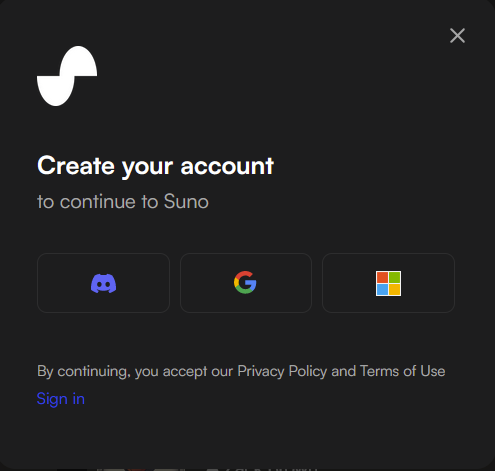 Create your account
to continue to Suno
By continuing, you accept our Privacy Policy and Terms of Use
Sign in